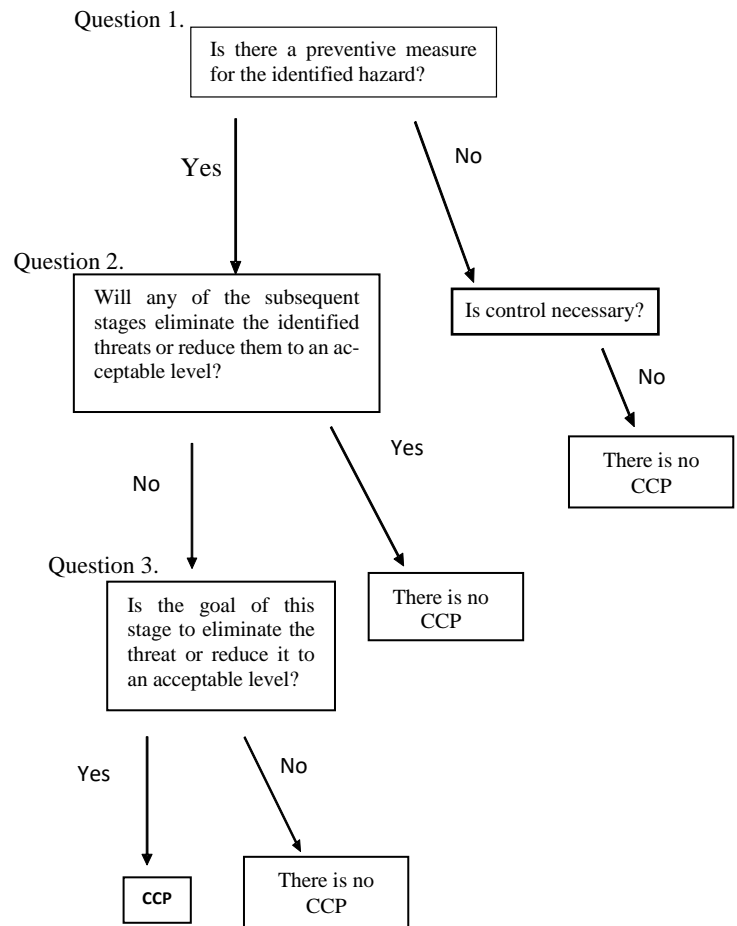 Question 1.
Is there a preventive measure
for the identified hazard?
Yes
No
Question 2.
Will any of the subsequent
stages eliminate the identified
threats or reduce them to an ac-
ceptable level?
Is control necessary?
No
There is no
CCP
No
Yes
Question 3.
Is the goal of this
stage to eliminate the
threat or reduce it to
an acceptable level?
There is no
CCP
Yes
No
CCP
There is no
CCP